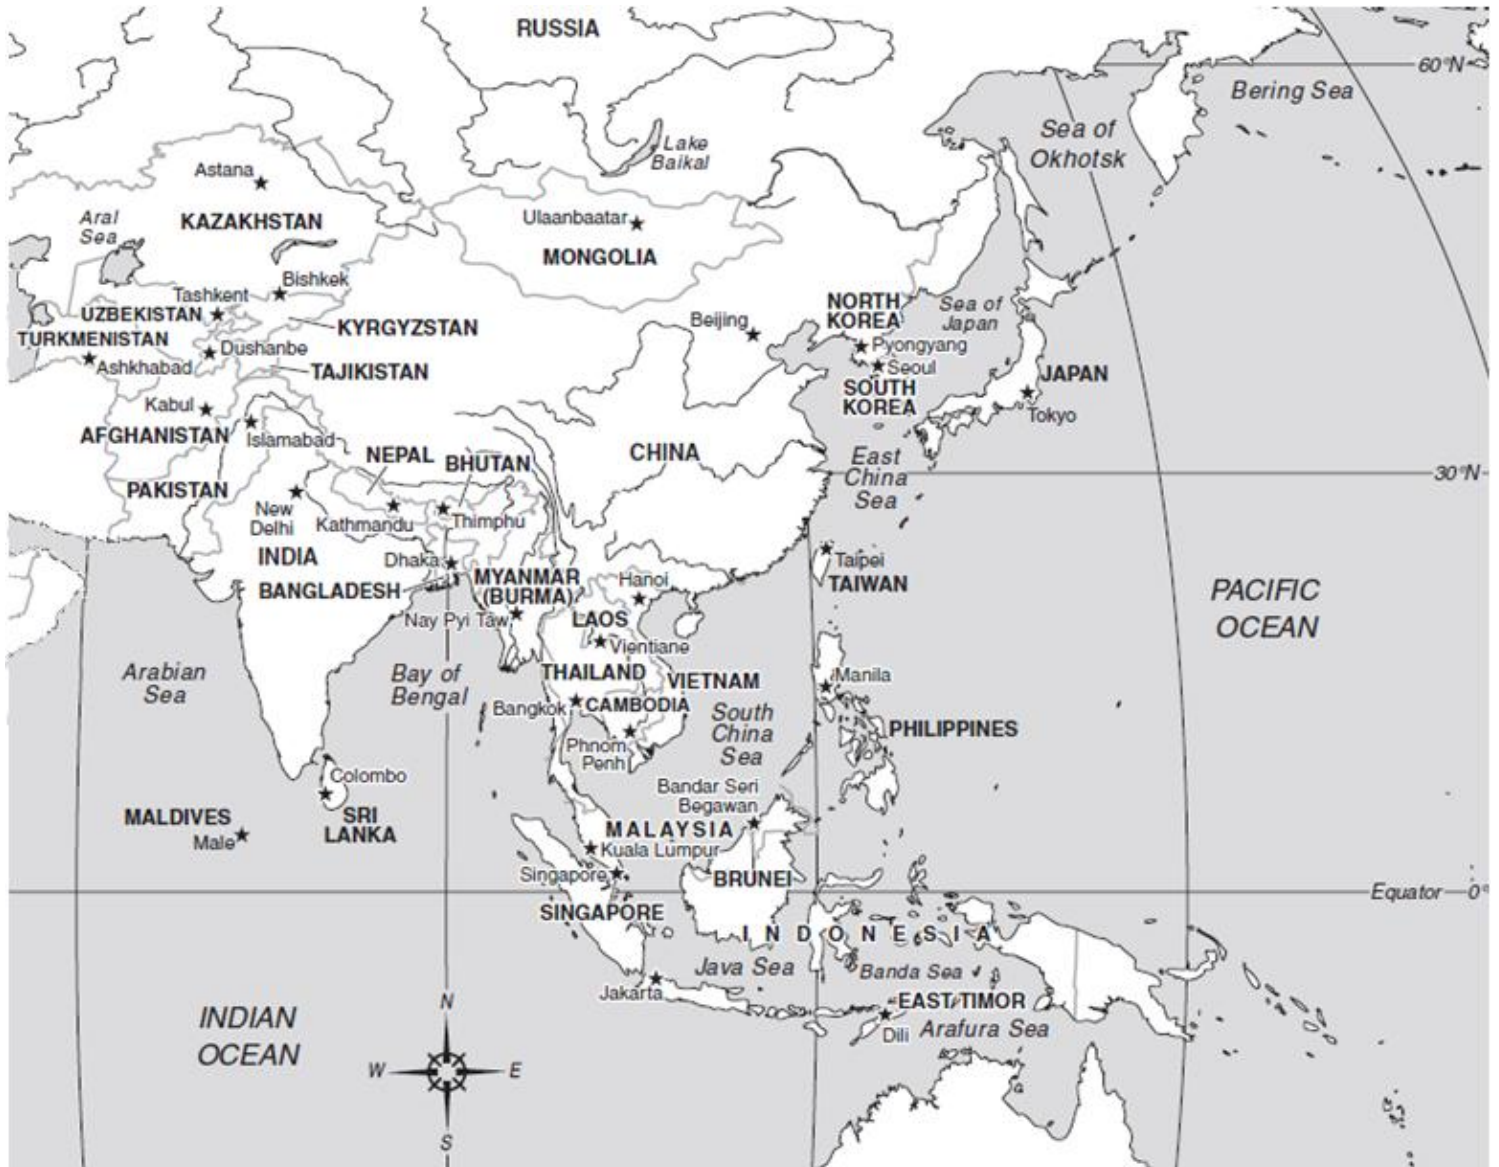 RUSSIA
60°N
Bering Sea
Sea of
Okhotsk
Lake
Baikal
Astana
KAZAKHSTAN
Aral
Sea
Ulaanbaatar
MONGOLIA
Bishkek
Tashkent
UZBEKISTAN
KYRGYZSTAN
TURKMENISTAN
Ashkhabad
Dushanbe
TAJIKISTAN
Beijing
NORTH
KOREA
Sea of
Japan
Pyongyang
Seoul
SOUTH
KOREA
JAPAN
Tokyo
Kabul
AFGHANISTAN
Islamabad
NEPAL
BHUTAN
CHINA
East
China
Sea
30°N
PAKISTAN
New
Delhi
Kathmandu
Thimphu
INDIA
Dhaka
BANGLADESH
MYANMAR
(BURMA)
Nay Pyi Taw
Hanoi
LAOS
Vientiane
Taipei
TAIWAN
PACIFIC
OCEAN
Arabian
Sea
Bay of
Bengal
THAILAND
VIETNAM
Bangkok
CAMBODIA
Phnom
Penh
South
China
Sea
Manila
PHILIPPINES
Colombo
SRI
LANKA
MALDIVES
Male
Bandar Seri
Begawan
MALAYSIA
Kuala Lumpur
Singapore
BRUNEI
SINGAPORE
Equator
0°
INDONESIA
Java Sea
Banda Sea
Jakarta
EAST TIMOR
Dili
Arafura Sea
INDIAN
OCEAN
N
W
E
S